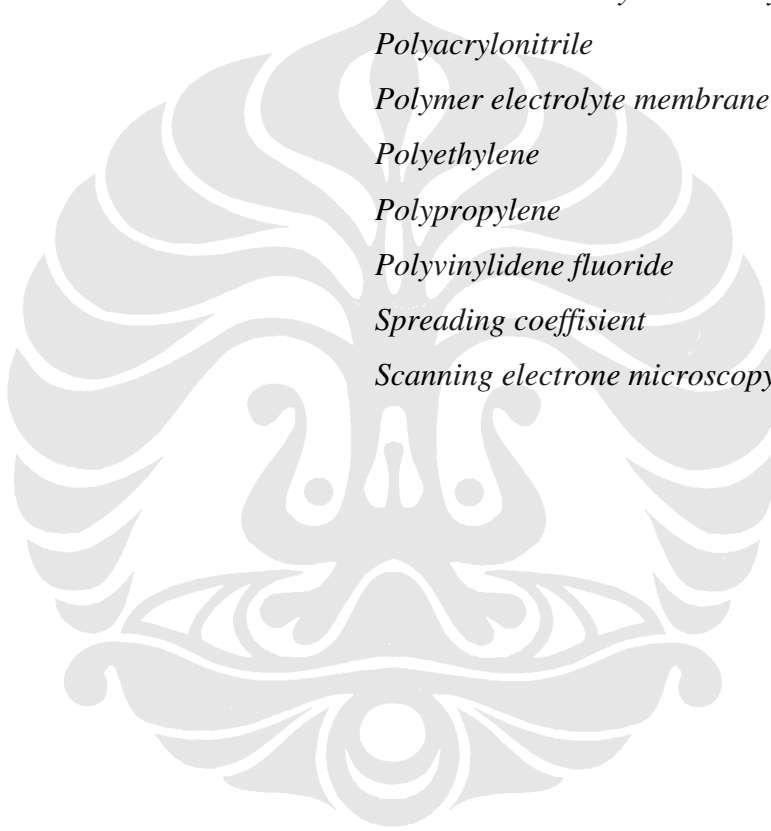 Polyacrylonitrile
Polymer electrolyte membrane
Polyethylene
Polypropylene
Polyvinylidene fluoride
Spreading coeffisient
Scanning electrone microscopy